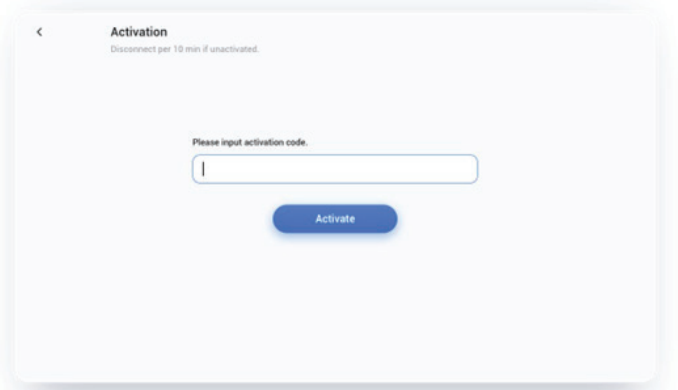 Activation
Disconnect per 10 min if unactivated.
Please input activation code.
Activate